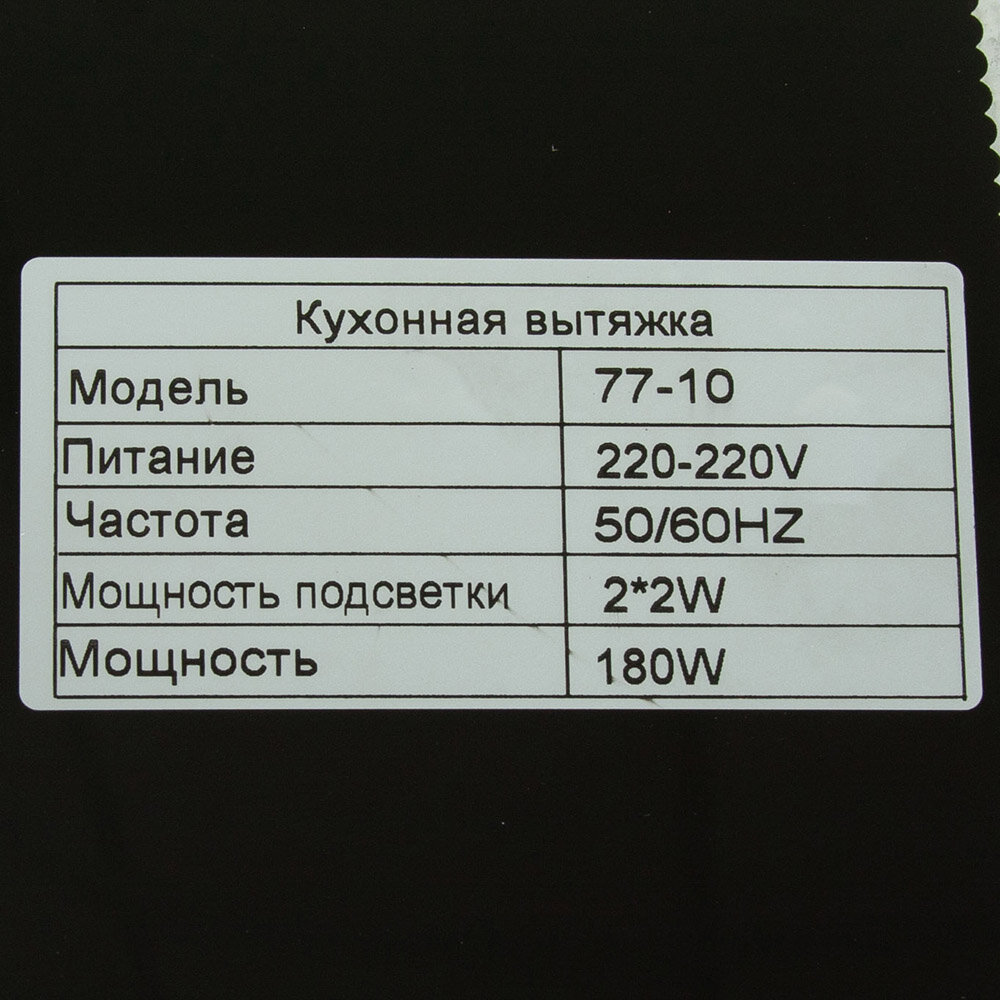 Кухонная вытяжка
Модель 77-10
Питание 220-220V
Частота 50/60HZ
Мощность подсветки 2*2W
Мощность 180W